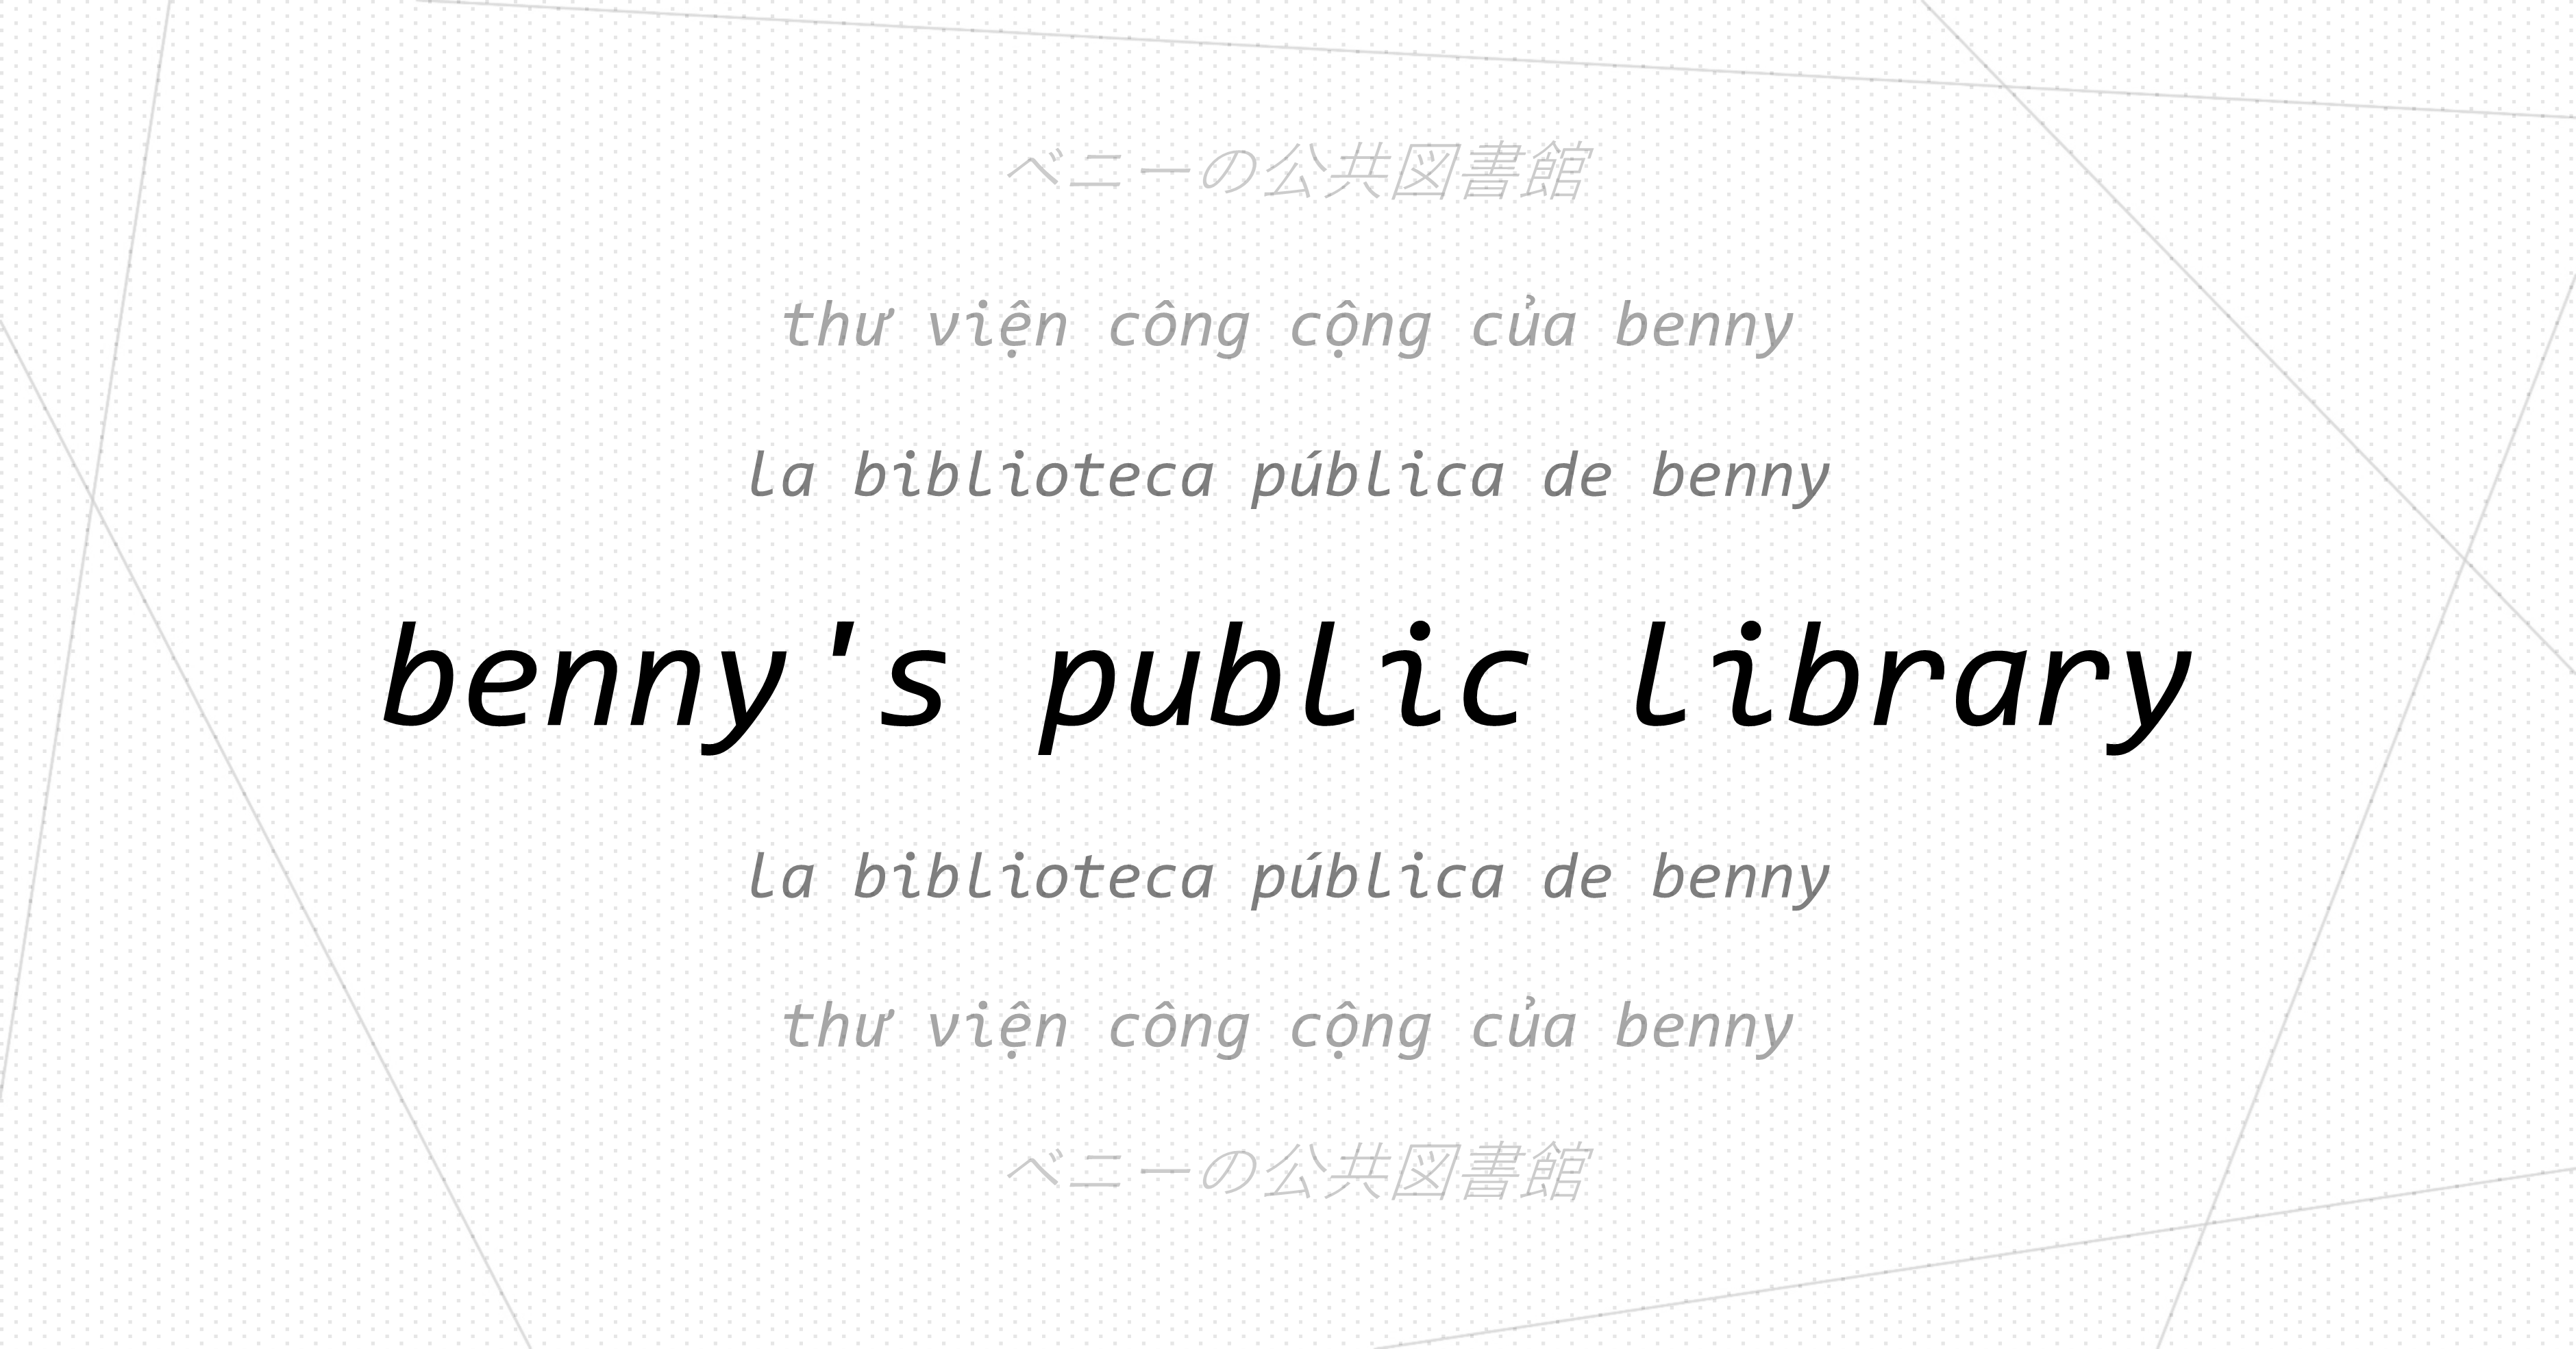 ベニーの公共図書館
thư viện công cộng của benny
la biblioteca pública de benny
benny's public library
la biblioteca pública de benny
thư viện công cộng của benny
ベニーの公共図書館